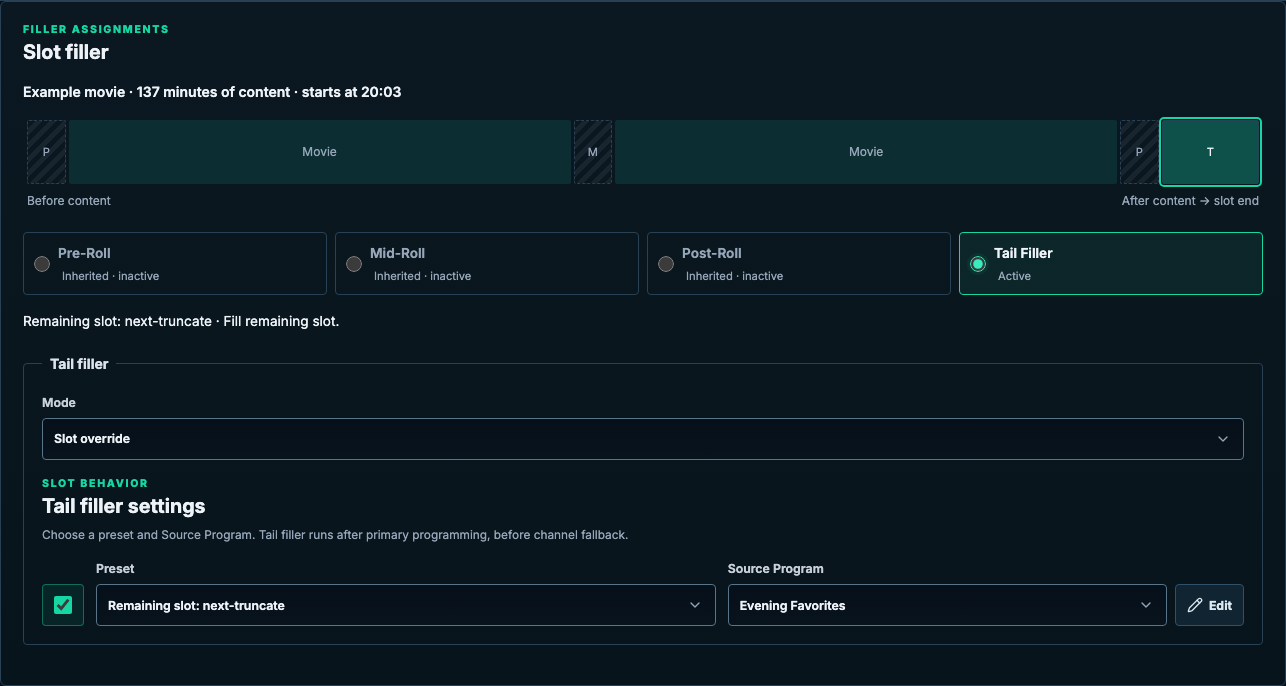 FILLER ASSIGNMENTS
Slot filler
Example movie · 137 minutes of content · starts at 20:03
P Movie M Movie P T
Before content After content → slot end
Pre-Roll Mid-Roll Post-Roll Tail Filler
Inherited · inactive Inherited · inactive Inherited · inactive Active
Remaining slot: next-truncate · Fill remaining slot.
Tail filler
Mode
Slot override
SLOT BEHAVIOR
Tail filler settings
Choose a preset and Source Program. Tail filler runs after primary programming, before channel fallback.
Preset Source Program
Remaining slot: next-truncate Evening Favorites Edit